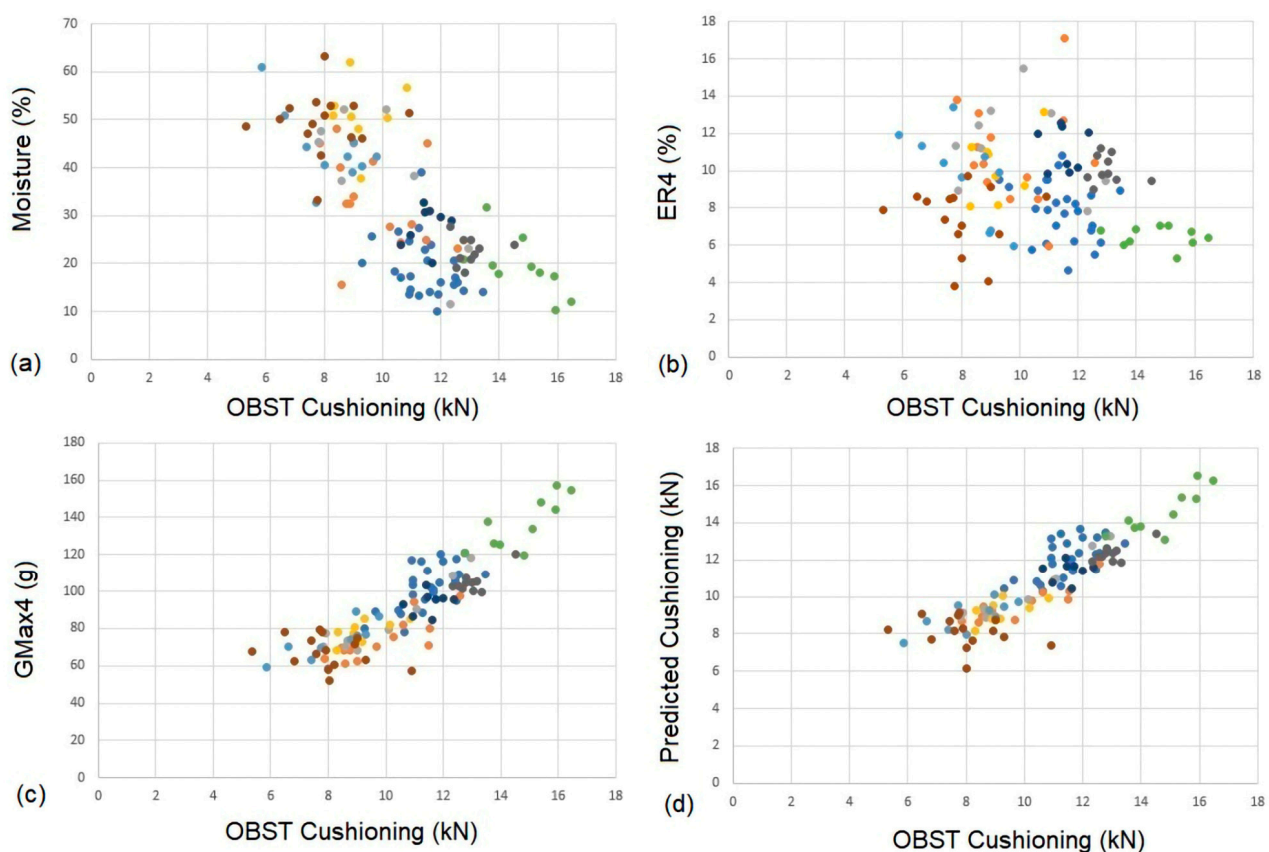 70
60
50
40
30
20
10
0
Moisture (%)
0 2 4 6 8 10 12 14 16 18
(a)
OBST Cushioning (kN)
18
16
14
12
10
8
6
4
2
0
ER4 (%)
0 2 4 6 8 10 12 14 16 18
(b)
OBST Cushioning (kN)
180
160
140
120
100
80
60
40
20
0
GMax4 (g)
0 2 4 6 8 10 12 14 16 18
(c)
OBST Cushioning (kN)
18
16
14
12
10
8
6
4
2
0
Predicted Cushioning (kN)
0 2 4 6 8 10 12 14 16 18
(d)
OBST Cushioning (kN)